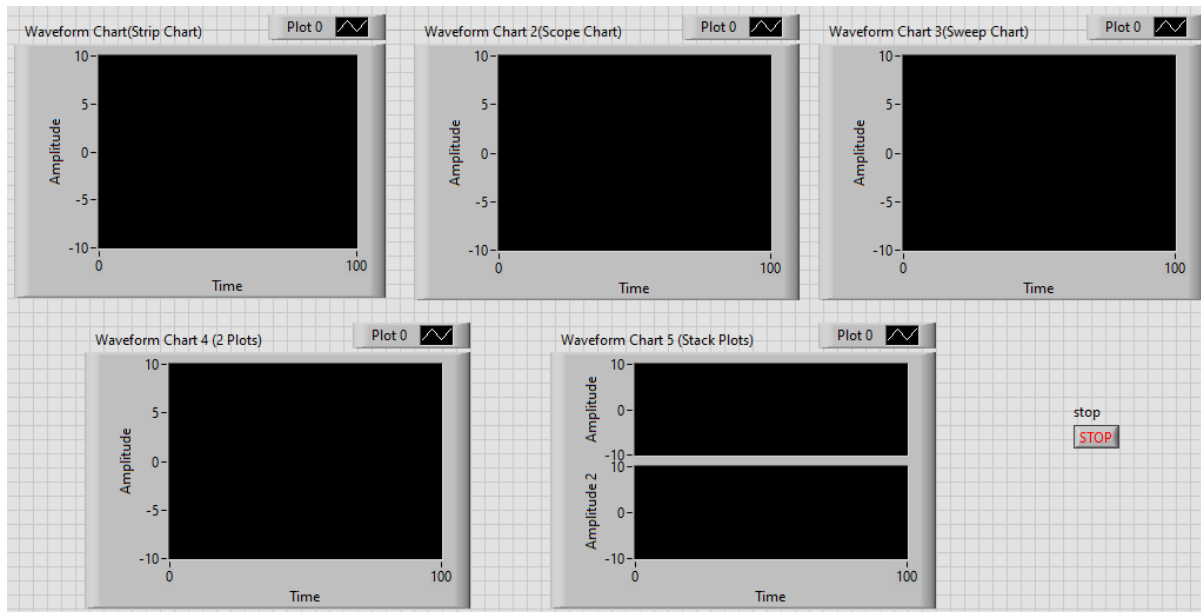 Waveform Chart(Strip Chart)
Plot 0
Waveform Chart 2(Scope Chart)
Plot 0
Waveform Chart 3(Sweep Chart)
Plot 0
10
5
0
-5
-10
Amplitude
0
100
Time
10
5
0
-5
-10
Amplitude
0
100
Time
10
5
0
-5
-10
Amplitude
0
100
Time
Waveform Chart 4 (2 Plots)
Plot 0
10
5
0
-5
-10
Amplitude
0
100
Time
Waveform Chart 5 (Stack Plots)
Plot 0
10
0
-10
Amplitude
10
0
-10
Amplitude 2
0
100
Time
stop
STOP